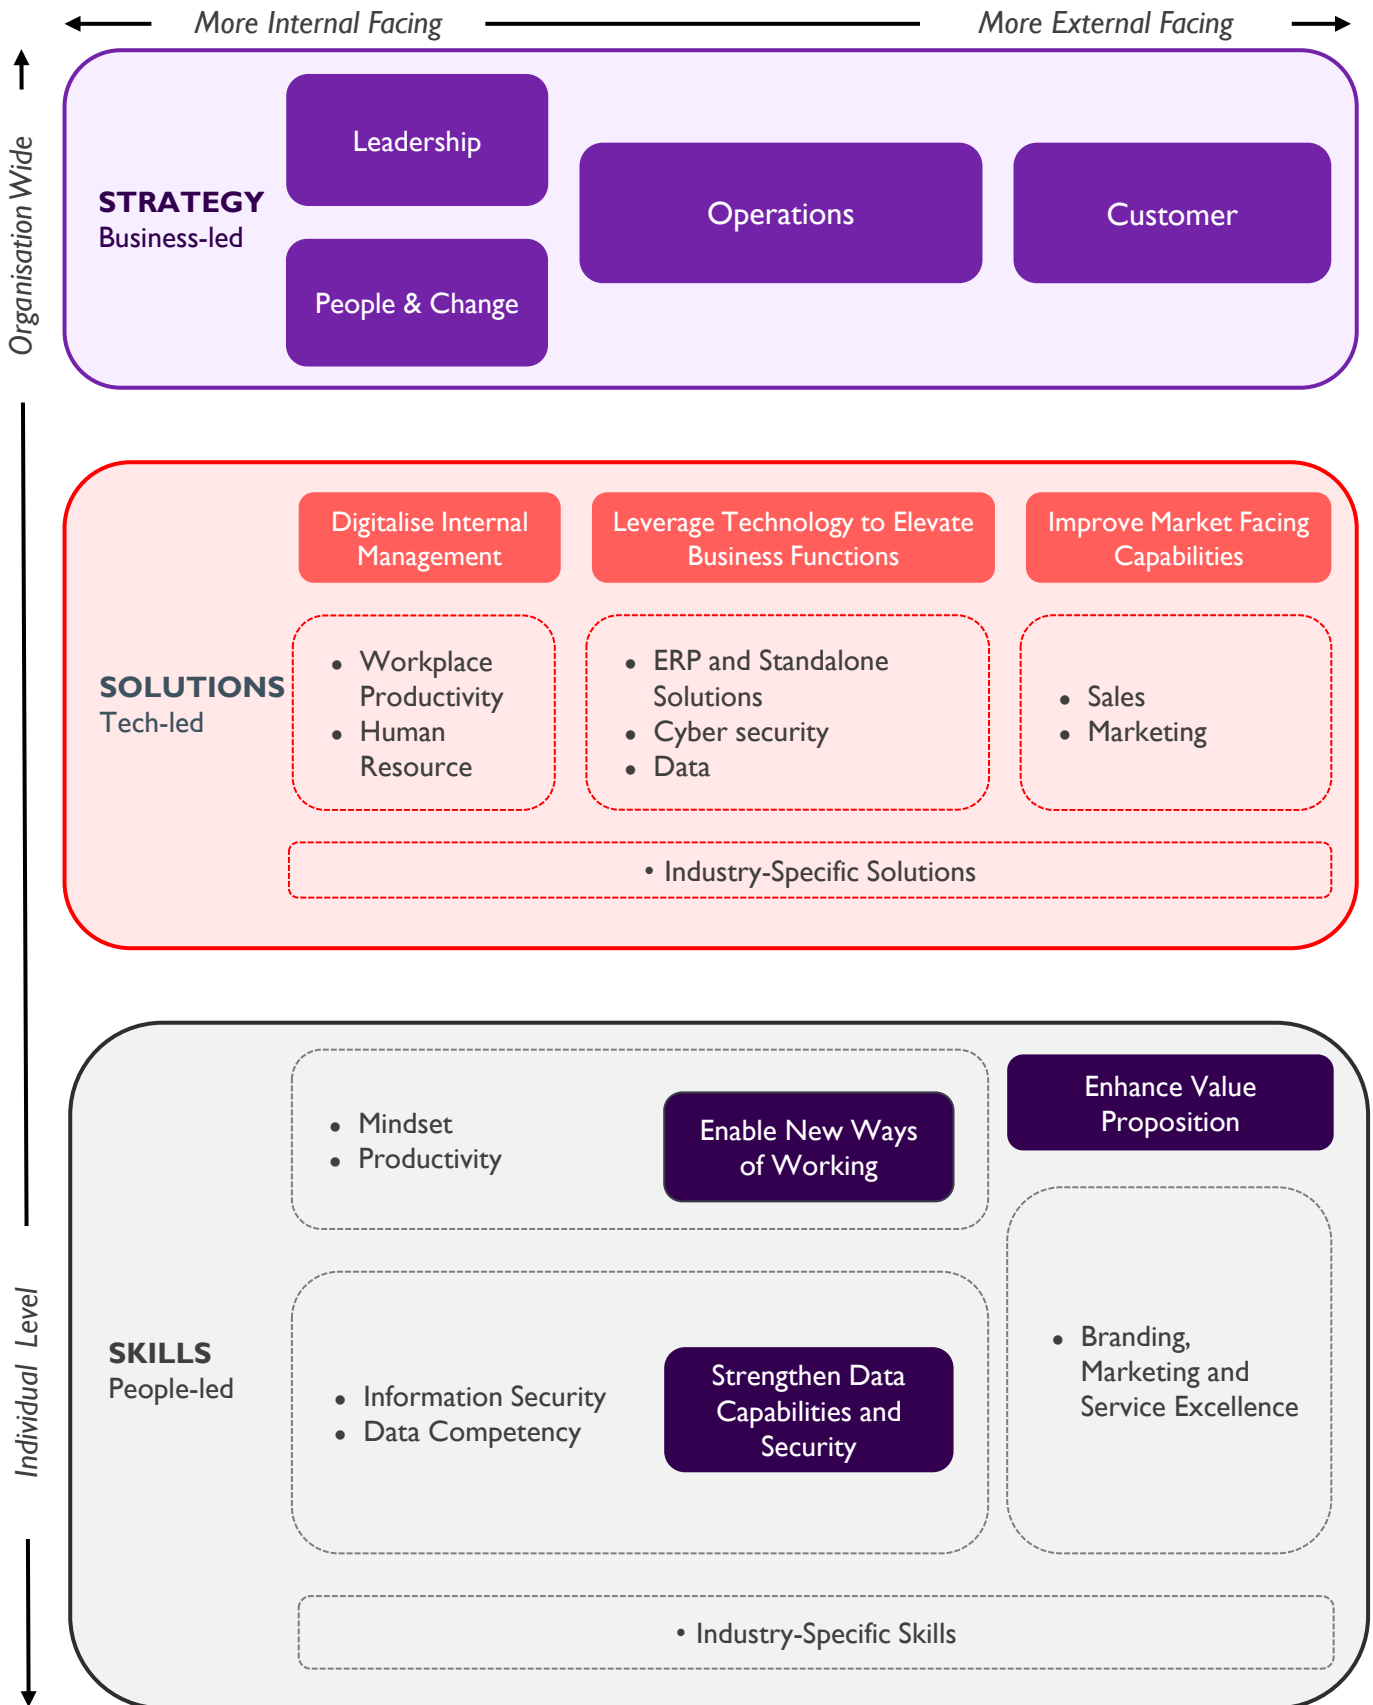 More Internal Facing
More External Facing
Organisation Wide
STRATEGY
Business-led
Leadership
People & Change
Operations
Customer
SOLUTIONS
Tech-led
Digitalise Internal
Management
Leverage Technology to Elevate
Business Functions
Improve Market Facing
Capabilities
• Workplace
Productivity
• Human
Resource
• ERP and Standalone
Solutions
• Cyber security
• Data
• Sales
• Marketing
• Industry-Specific Solutions
Individual Level
SKILLS
People-led
• Mindset
• Productivity
Enable New Ways
of Working
• Information Security
• Data Competency
Strengthen Data
Capabilities and
Security
Enhance Value
Proposition
• Branding,
Marketing and
Service Excellence
• Industry-Specific Skills